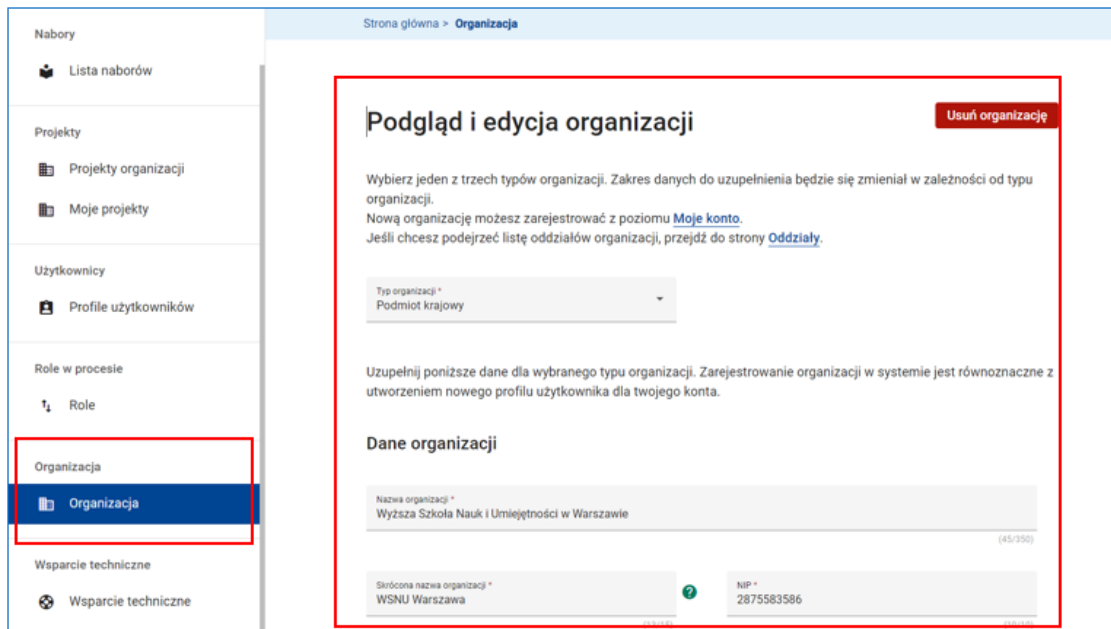 Strona główna > Organizacja
Nabory
Lista naborów
Projekty
Projekty organizacji
Moje projekty
Użytkownicy
Profile użytkowników
Role w procesie
Role
Organizacja
Organizacja
Wsparcie techniczne
Wsparcie techniczne
Podgląd i edycja organizacji
Usuń organizację
Wybierz jeden z trzech typów organizacji. Zakres danych do uzupełnienia będzie się zmieniał w zależności od typu
organizacji.
Nową organizację możesz zarejestrować z poziomu Moje konto.
Jeśli chcesz podejrzeć listę oddziałów organizacji, przejdź do strony Oddziały.
Typ organizacji *
Podmiot krajowy
Uzupełnij poniższe dane dla wybranego typu organizacji. Zarejestrowanie organizacji w systemie jest równoznaczne z
utworzeniem nowego profilu użytkownika dla twojego konta.
Dane organizacji
Nazwa organizacji *
Wyższa Szkoła Nauk i Umiejętności w Warszawie
(45/350)
Skrócona nazwa organizacji *
WSNU Warszawa
?
NIP *
2875583586